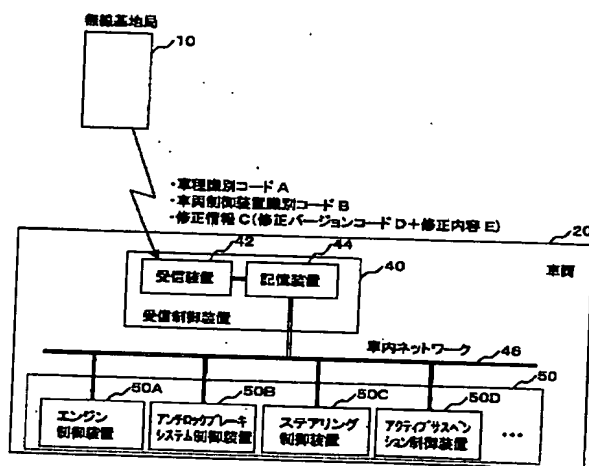 無線基地局
10
・車種識別コードA
・車両制御装置識別コードB
・修正情報C(修正バージョンコードD+修正内容E)
20
車両
42
44
40
受信装置
記憶装置
受信制御装置
車内ネットワーク
46
50
50A
50B
50C
50D
エンジン
制御装置
アンチロックブレーキ
システム制御装置
ステアリング
制御装置
アクティブサスペン
ション制御装置
…